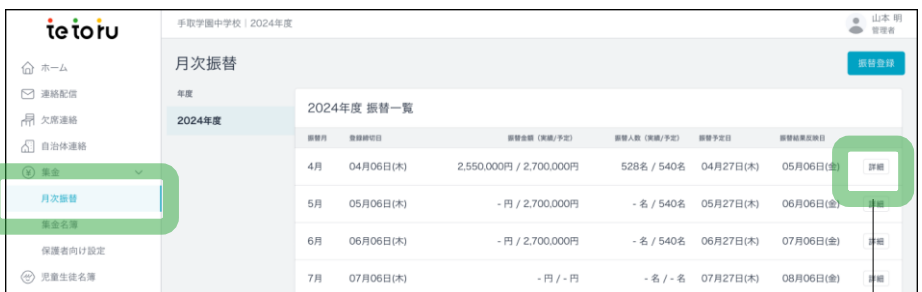 tetoru
手取学園中学校｜2024年度
山本 明
管理者
ホーム
連絡配信
欠席連絡
自治体連絡
集金
月次振替
集金名簿
保護者向け設定
児童生徒名簿
月次振替
振替登録
年度
2024年度
2024年度 振替一覧
振替月 登録締切日 振替金額（実績/予定） 振替人数（実績/予定） 振替予定日 振替結果反映日
4月 04月06日(木) 2,550,000円 / 2,700,000円 528名 / 540名 04月27日(木) 05月06日(金) 詳細
5月 05月06日(木) - 円 / 2,700,000円 - 名 / 540名 05月27日(木) 06月06日(金) 詳細
6月 06月06日(木) - 円 / 2,700,000円 - 名 / 540名 06月27日(木) 07月06日(金) 詳細
7月 07月06日(木) - 円 / - 円 - 名 / - 名 07月27日(木) 08月06日(金) 詳細